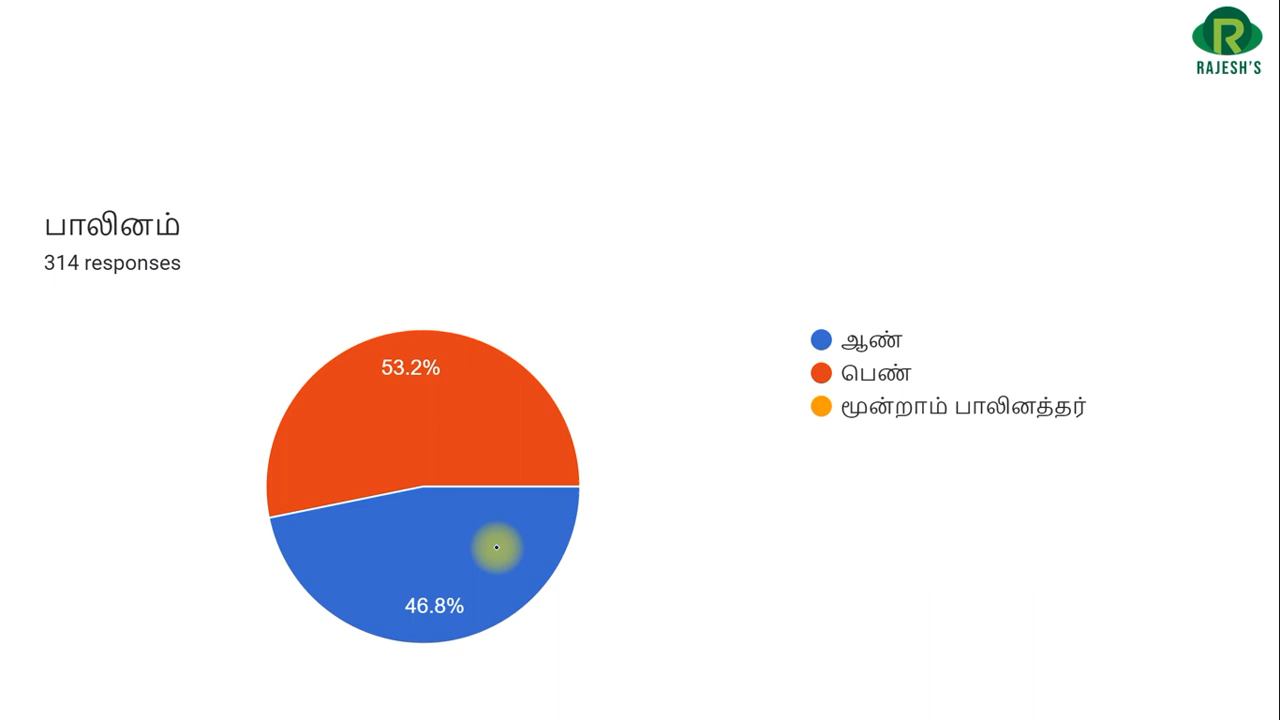 R
RAJESH'S
பாலினம்
314 responses
53.2%
46.8%
ஆண்
பெண்
மூன்றாம் பாலினத்தர்